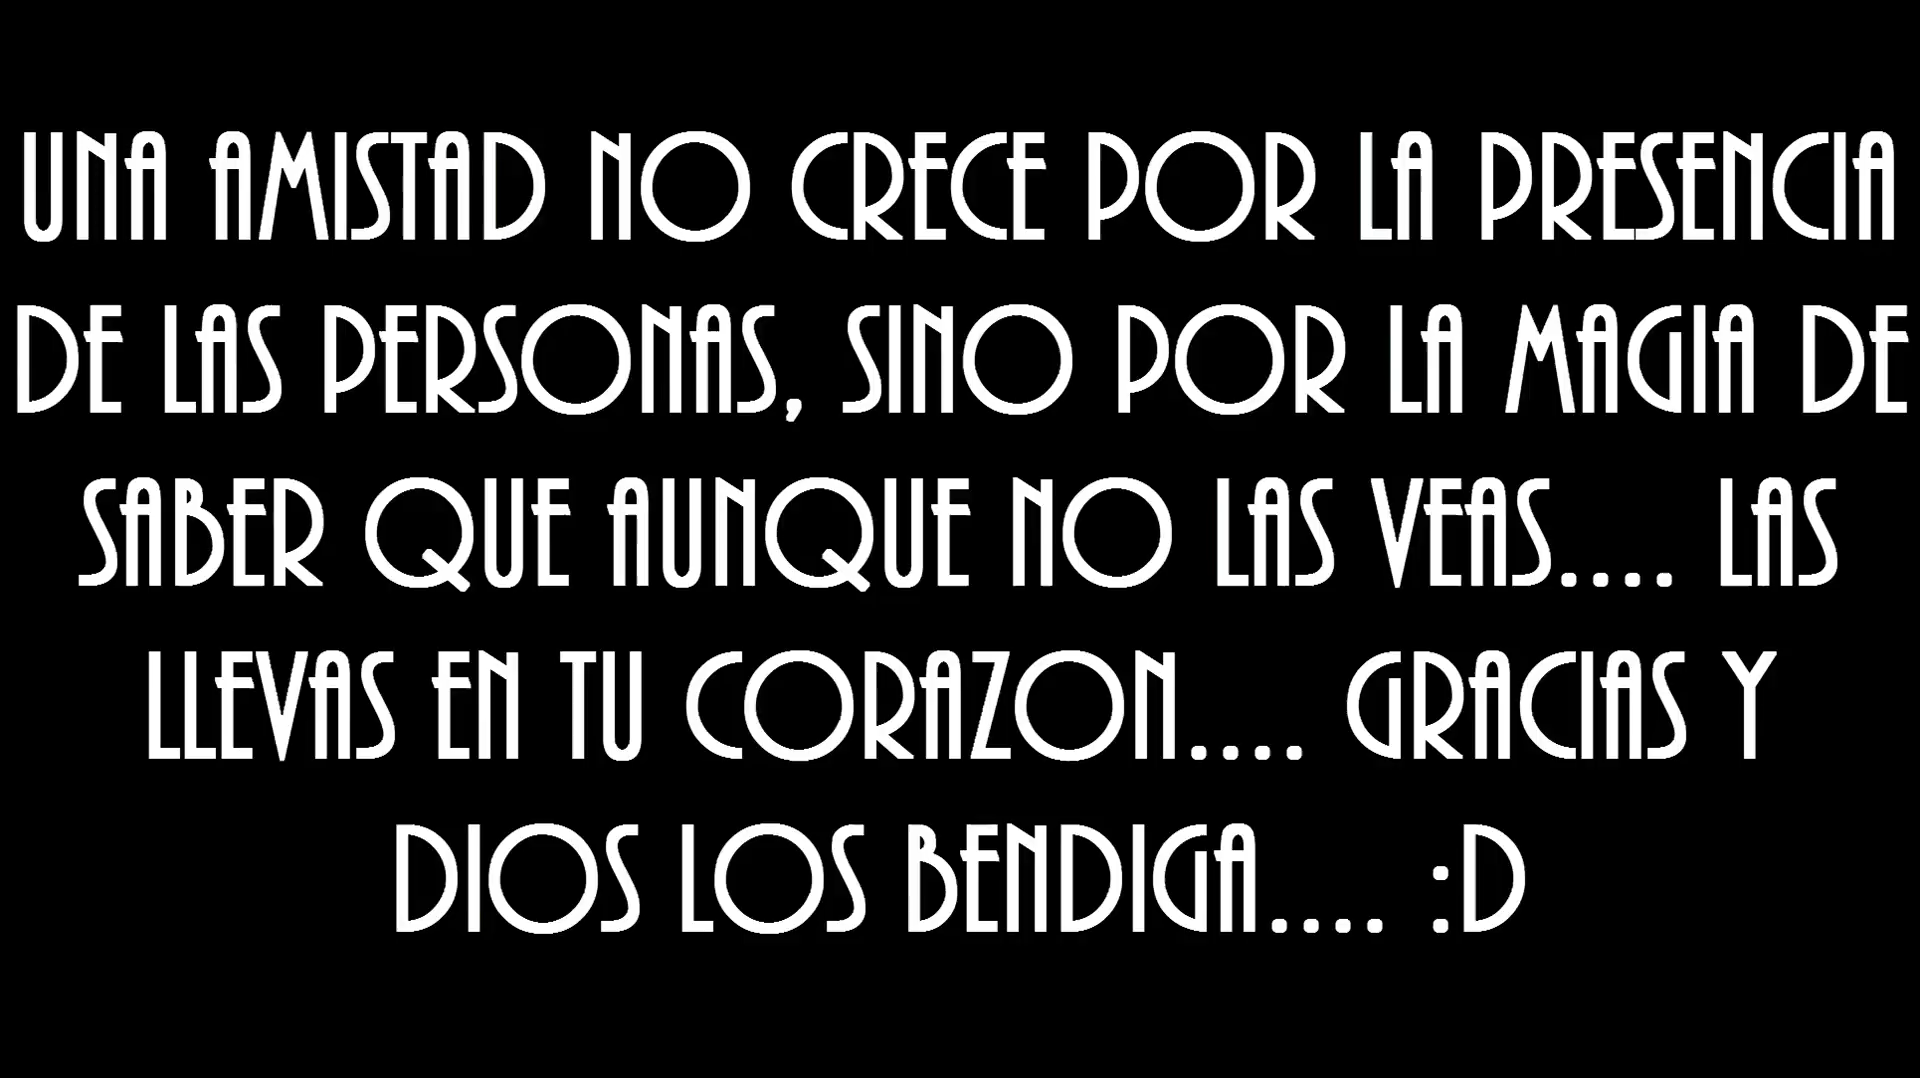 UNA AMISTAD NO CRECE POR LA PRESENCIA
DE LAS PERSONAS, SINO POR LA MAGIA DE
SABER QUE AUNQUE NO LAS VEAS.... LAS
LLEVAS EN TU CORAZON.... GRACIAS Y
DIOS LOS BENDIGA.... :D